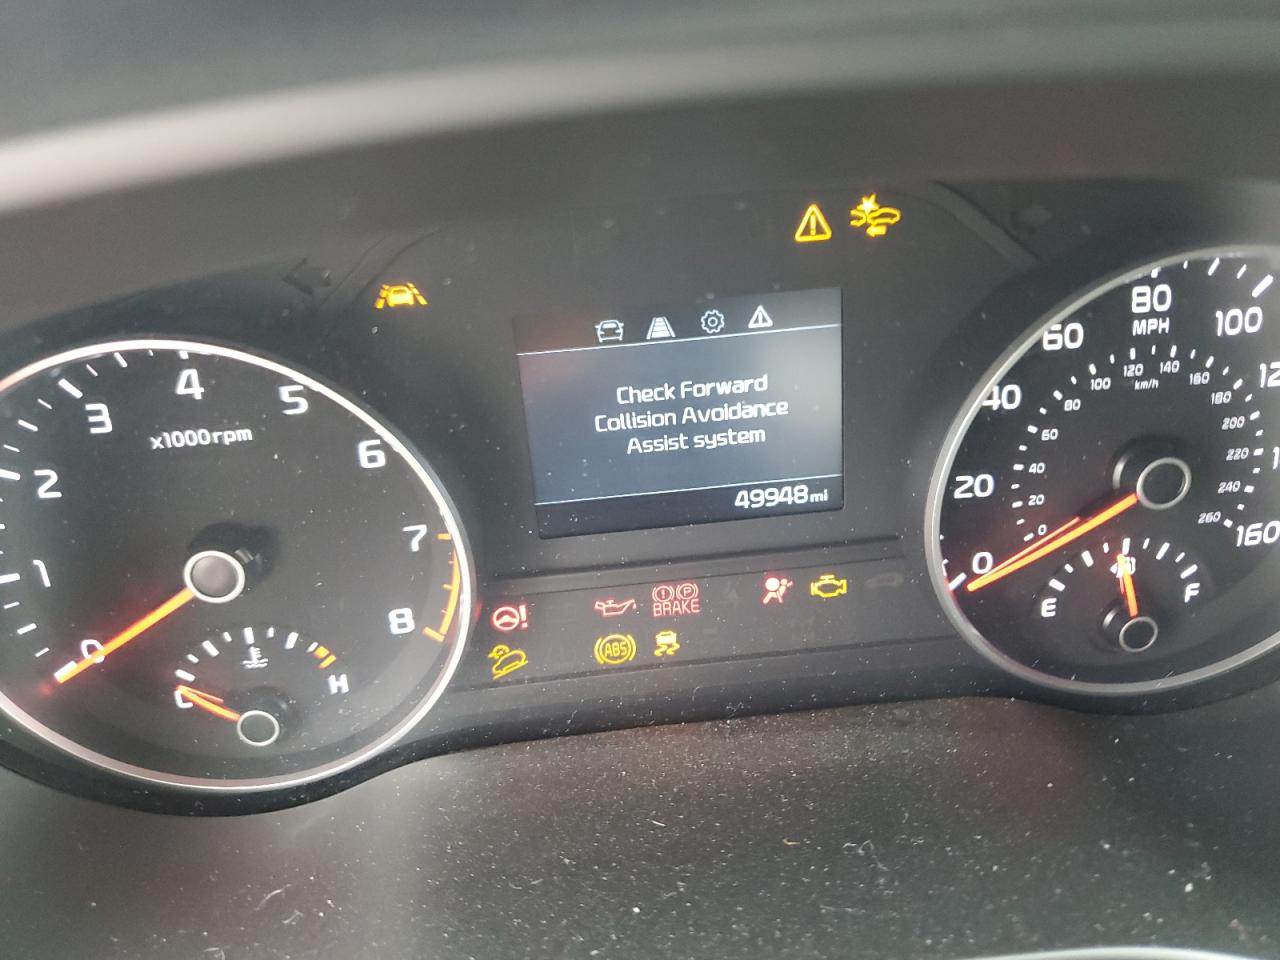 Check Forward
Collision Avoidance
Assist system
49948 mi
0
1
2
3
4
5
6
7
8
x1000rpm
H
C
BRAKE
P
ABS
0
20
40
60
80
100
160
MPH
0
20
40
60
80
100
120
140
160
180
200
220
240
260
km/h
E
F